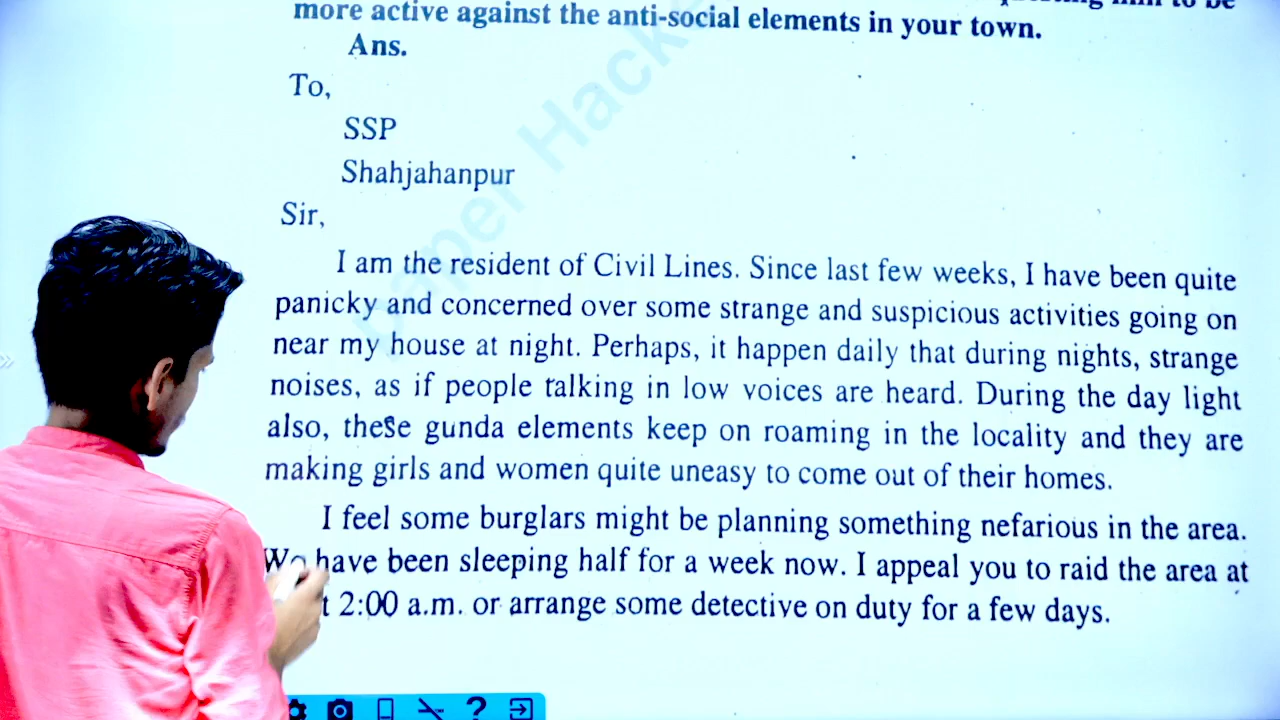 him to be
more active against the anti-social elements in your town.
Ans.
To,
SSP
Shahjahanpur
Sir,
I am the resident of Civil Lines. Since last few weeks, I have been quite
panicky and concerned over some strange and suspicious activities going on
near my house at night. Perhaps, it happen daily that during nights, strange
noises, as if people talking in low voices are heard. During the day light
also, these gunda elements keep on roaming in the locality and they are
making girls and women quite uneasy to come out of their homes.
I feel some burglars might be planning something nefarious in the area.
We have been sleeping half for a week now. I appeal you to raid the area at
2:00 a.m. or arrange some detective on duty for a few days.
Paper Hacke